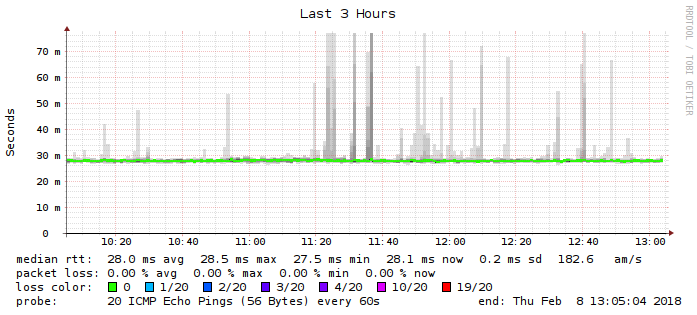 Last 3 Hours
RRDTOOL / TOBI OETIKER
Seconds
70 m
60 m
50 m
40 m
30 m
20 m
10 m
0
10:20 10:40 11:00 11:20 11:40 12:00 12:20 12:40 13:00
median rtt: 28.0 ms avg 28.5 ms max 27.5 ms min 28.1 ms now 0.2 ms sd 182.6 am/s
packet loss: 0.00 % avg 0.00 % max 0.00 % min 0.00 % now
loss color: 0 1/20 2/20 3/20 4/20 10/20 19/20
probe: 20 ICMP Echo Pings (56 Bytes) every 60s end: Thu Feb 8 13:05:04 2018